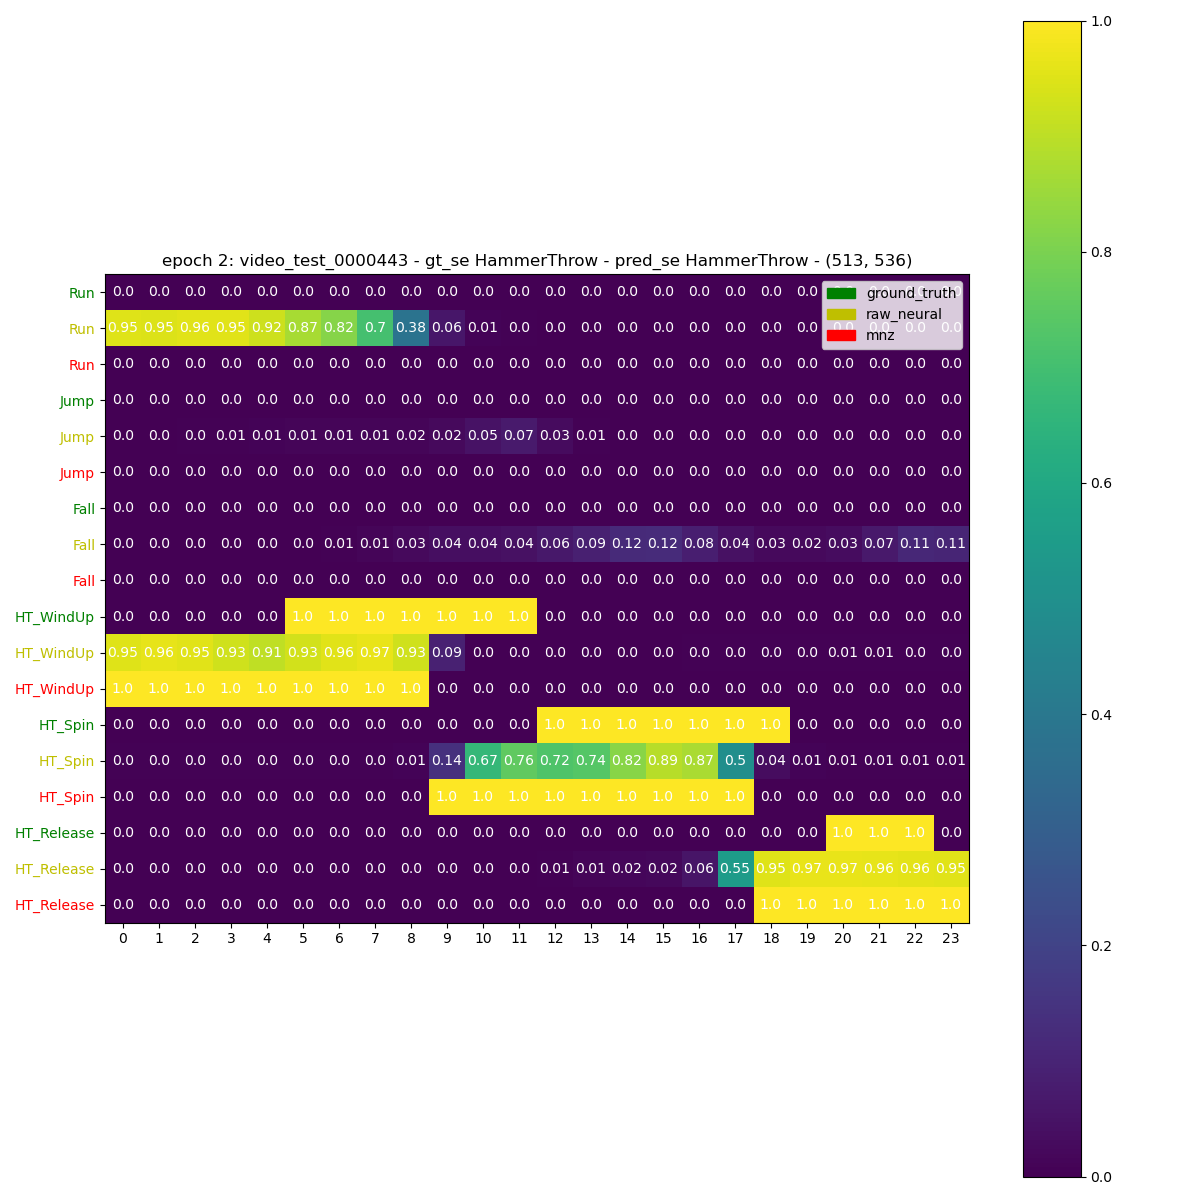 epoch 2: video_test_0000443 - gt_se HammerThrow - pred_se HammerThrow - (513, 536)
Run 0.0 0.0 0.0 0.0 0.0 0.0 0.0 0.0 0.0 0.0 0.0 0.0 0.0 0.0 0.0 0.0 0.0 0.0 0.0 0.0
Run 0.95 0.95 0.96 0.95 0.92 0.87 0.82 0.7 0.38 0.06 0.01 0.0 0.0 0.0 0.0 0.0 0.0 0.0 0.0 0.0 0.0 0.0 0.0 0.0
Run 0.0 0.0 0.0 0.0 0.0 0.0 0.0 0.0 0.0 0.0 0.0 0.0 0.0 0.0 0.0 0.0 0.0 0.0 0.0 0.0 0.0 0.0 0.0 0.0
ground_truth
raw_neural
mnz
Jump 0.0 0.0 0.0 0.0 0.0 0.0 0.0 0.0 0.0 0.0 0.0 0.0 0.0 0.0 0.0 0.0 0.0 0.0 0.0 0.0 0.0 0.0 0.0 0.0
Jump 0.0 0.0 0.0 0.01 0.01 0.01 0.01 0.01 0.02 0.02 0.05 0.07 0.03 0.01 0.0 0.0 0.0 0.0 0.0 0.0 0.0 0.0 0.0 0.0
Jump 0.0 0.0 0.0 0.0 0.0 0.0 0.0 0.0 0.0 0.0 0.0 0.0 0.0 0.0 0.0 0.0 0.0 0.0 0.0 0.0 0.0 0.0 0.0 0.0
Fall 0.0 0.0 0.0 0.0 0.0 0.0 0.0 0.0 0.0 0.0 0.0 0.0 0.0 0.0 0.0 0.0 0.0 0.0 0.0 0.0 0.0 0.0 0.0 0.0
Fall 0.0 0.0 0.0 0.0 0.0 0.0 0.01 0.01 0.03 0.04 0.04 0.04 0.06 0.09 0.12 0.12 0.08 0.04 0.03 0.02 0.03 0.07 0.11 0.11
Fall 0.0 0.0 0.0 0.0 0.0 0.0 0.0 0.0 0.0 0.0 0.0 0.0 0.0 0.0 0.0 0.0 0.0 0.0 0.0 0.0 0.0 0.0 0.0 0.0
HT_WindUp 0.0 0.0 0.0 0.0 0.0 1.0 1.0 1.0 1.0 1.0 1.0 1.0 0.0 0.0 0.0 0.0 0.0 0.0 0.0 0.0 0.0 0.0 0.0 0.0
HT_WindUp 0.95 0.96 0.95 0.93 0.91 0.93 0.96 0.97 0.93 0.09 0.0 0.0 0.0 0.0 0.0 0.0 0.0 0.0 0.0 0.0 0.01 0.01 0.0 0.0
HT_WindUp 1.0 1.0 1.0 1.0 1.0 1.0 1.0 1.0 1.0 0.0 0.0 0.0 0.0 0.0 0.0 0.0 0.0 0.0 0.0 0.0 0.0 0.0 0.0 0.0
HT_Spin 0.0 0.0 0.0 0.0 0.0 0.0 0.0 0.0 0.0 0.0 0.0 0.0 1.0 1.0 1.0 1.0 1.0 1.0 1.0 0.0 0.0 0.0 0.0 0.0
HT_Spin 0.0 0.0 0.0 0.0 0.0 0.0 0.0 0.0 0.01 0.14 0.67 0.76 0.72 0.74 0.82 0.89 0.87 0.5 0.04 0.01 0.01 0.01 0.01 0.01
HT_Spin 0.0 0.0 0.0 0.0 0.0 0.0 0.0 0.0 0.0 1.0 1.0 1.0 1.0 1.0 1.0 1.0 1.0 1.0 0.0 0.0 0.0 0.0 0.0 0.0
HT_Release 0.0 0.0 0.0 0.0 0.0 0.0 0.0 0.0 0.0 0.0 0.0 0.0 0.0 0.0 0.0 0.0 0.0 0.0 0.0 0.0 1.0 1.0 1.0 0.0
HT_Release 0.0 0.0 0.0 0.0 0.0 0.0 0.0 0.0 0.0 0.0 0.0 0.0 0.01 0.01 0.02 0.02 0.06 0.55 0.95 0.97 0.97 0.96 0.96 0.95
HT_Release 0.0 0.0 0.0 0.0 0.0 0.0 0.0 0.0 0.0 0.0 0.0 0.0 0.0 0.0 0.0 0.0 0.0 0.0 1.0 1.0 1.0 1.0 1.0 1.0
0 1 2 3 4 5 6 7 8 9 10 11 12 13 14 15 16 17 18 19 20 21 22 23
1.0
0.8
0.6
0.4
0.2
0.0